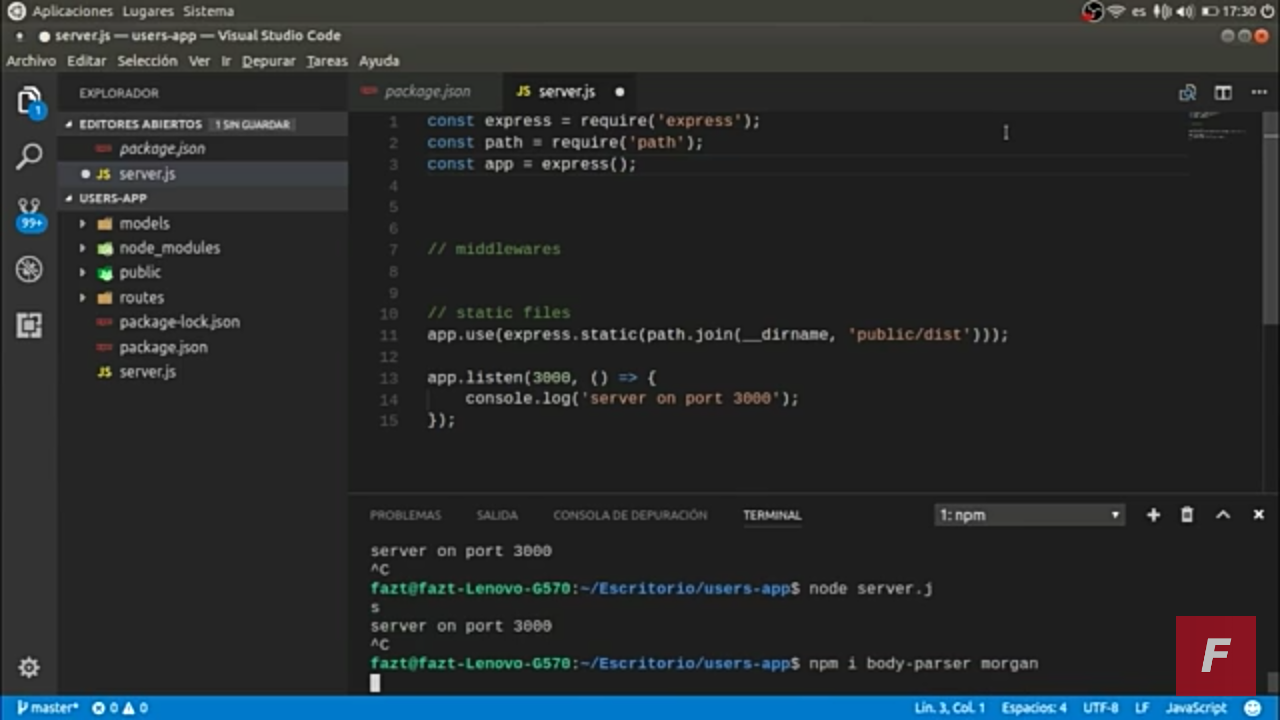 Aplicaciones Lugares Sistema
es 17:30
server.js — users-app — Visual Studio Code
Archivo Editar Selección Ver Ir Depurar Tareas Ayuda
EXPLORADOR
EDITORES ABIERTOS 1 SIN GUARDAR
package.json
JS server.js
USERS-APP
models
node_modules
public
routes
package-lock.json
package.json
JS server.js
1
99+
package.json JS server.js
1 const express = require('express');
2 const path = require('path');
3 const app = express();
4
5
6
7 // middlewares
8
9
10 // static files
11 app.use(express.static(path.join(__dirname, 'public/dist')));
12
13 app.listen(3000, () => {
14 console.log('server on port 3000');
15 });
PROBLEMAS SALIDA CONSOLA DE DEPURACIÓN TERMINAL 1: npm
server on port 3000
^C
fazt@fazt-Lenovo-G570:~/Escritorio/users-app$ node server.j
s
server on port 3000
^C
fazt@fazt-Lenovo-G570:~/Escritorio/users-app$ npm i body-parser morgan
F
master* 0 0 Lín. 3, Col. 1 Espacios: 4 UTF-8 LF JavaScript